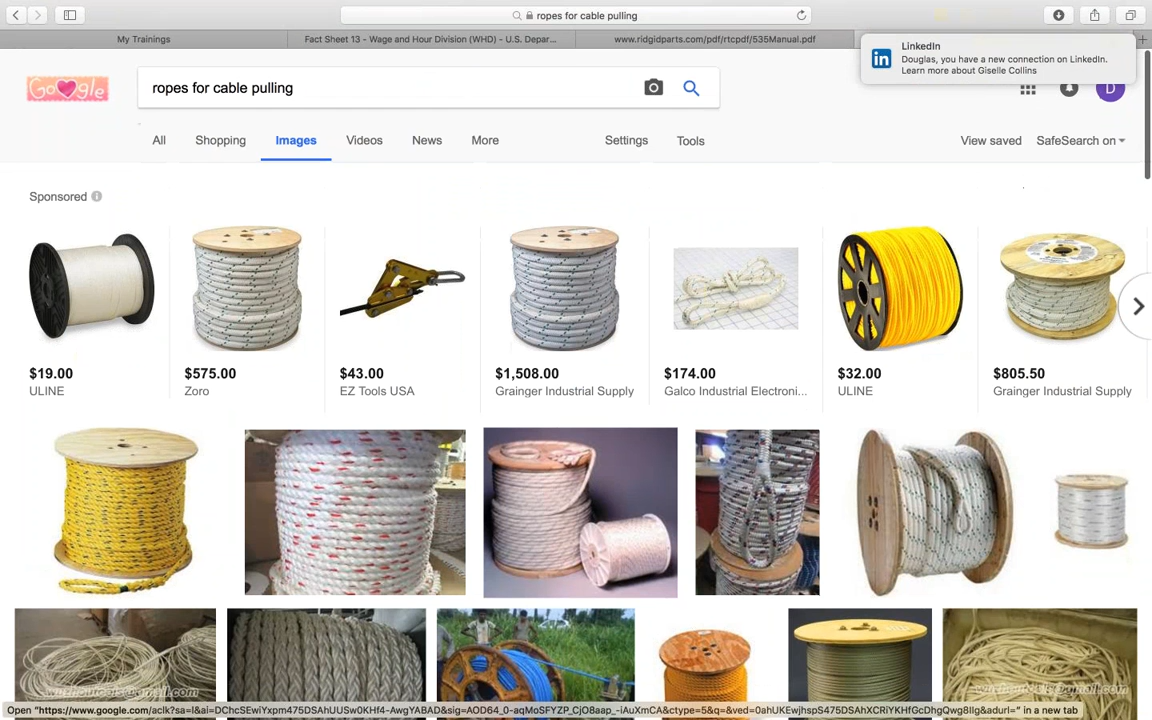 ropes for cable pulling
My Trainings
Fact Sheet 13 - Wage and Hour Division (WHD) - U.S. Depar...
www.ridgidparts.com/pdf/rtcpdf/535Manual.pdf
LinkedIn
Douglas, you have a new connection on LinkedIn.
Learn more about Giselle Collins
Google
ropes for cable pulling
D
All Shopping Images Videos News More Settings Tools View saved SafeSearch on
Sponsored
$19.00 $575.00 $43.00 $1,508.00 $174.00 $32.00 $805.50
ULINE Zoro EZ Tools USA Grainger Industrial Supply Galco Industrial Electroni... ULINE Grainger Industrial Supply